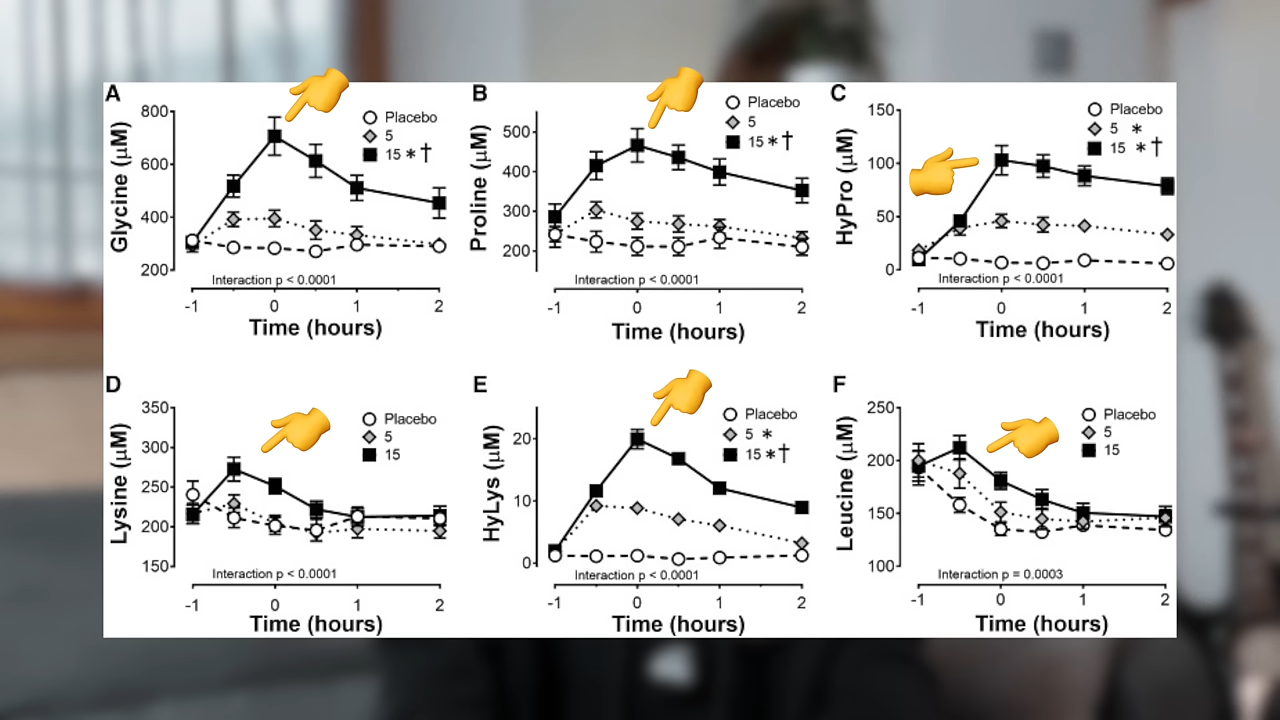 A
Glycine (μM)
800
600
400
200
Placebo
5
15 *†
Interaction p < 0.0001
-1 0 1 2
Time (hours)
B
Proline (μM)
500
400
300
200
Placebo
5
15 *†
Interaction p < 0.0001
-1 0 1 2
Time (hours)
C
HyPro (μM)
150
100
50
0
Placebo
5 *
15 *†
Interaction p < 0.0001
-1 0 1 2
Time (hours)
D
Lysine (μM)
350
300
250
200
150
Placebo
5
15
Interaction p < 0.0001
-1 0 1 2
Time (hours)
E
HyLys (μM)
20
10
0
Placebo
5 *
15 *†
Interaction p < 0.0001
-1 0 1 2
Time (hours)
F
Leucine (μM)
250
200
150
100
Placebo
5
15
Interaction p = 0.0003
-1 0 1 2
Time (hours)